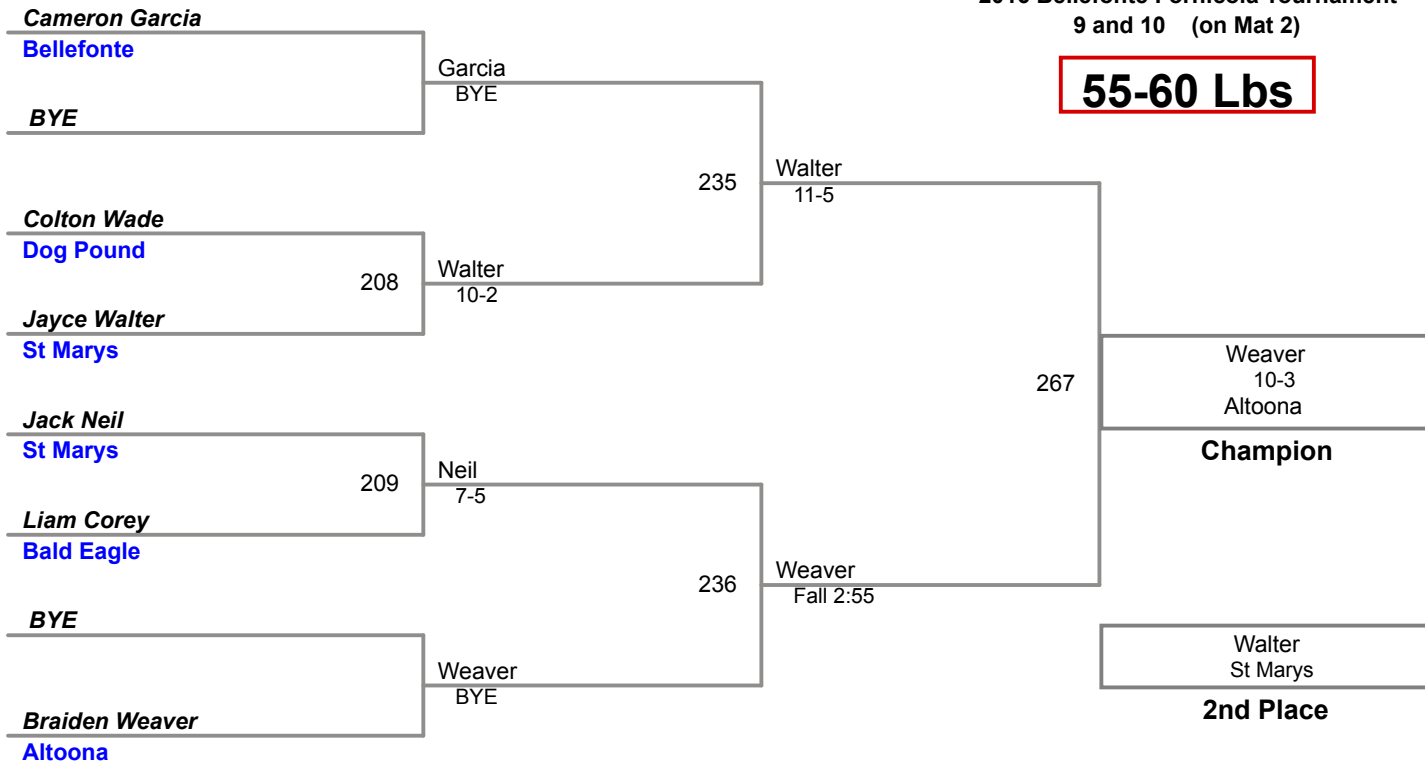 9 and 10 (on Mat 2)
55-60 Lbs
Cameron Garcia
Bellefonte
Garcia
BYE
BYE
235
Walter
11-5
Colton Wade
Dog Pound
208
Walter
10-2
Jayce Walter
St Marys
267
Weaver
10-3
Altoona
Champion
Jack Neil
St Marys
209
Neil
7-5
Liam Corey
Bald Eagle
236
Weaver
Fall 2:55
BYE
Weaver
BYE
Braiden Weaver
Altoona
Walter
St Marys
2nd Place